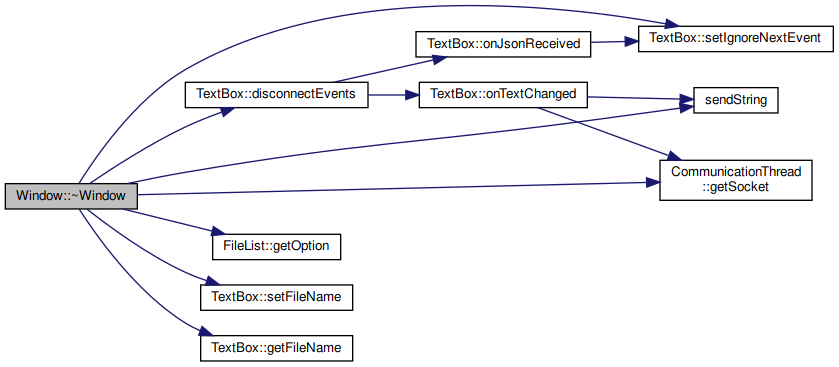 TextBox::onJsonReceived
TextBox::setIgnoreNextEvent
TextBox::disconnectEvents
TextBox::onTextChanged
sendString
Window::~Window
CommunicationThread
::getSocket
FileList::getOption
TextBox::setFileName
TextBox::getFileName